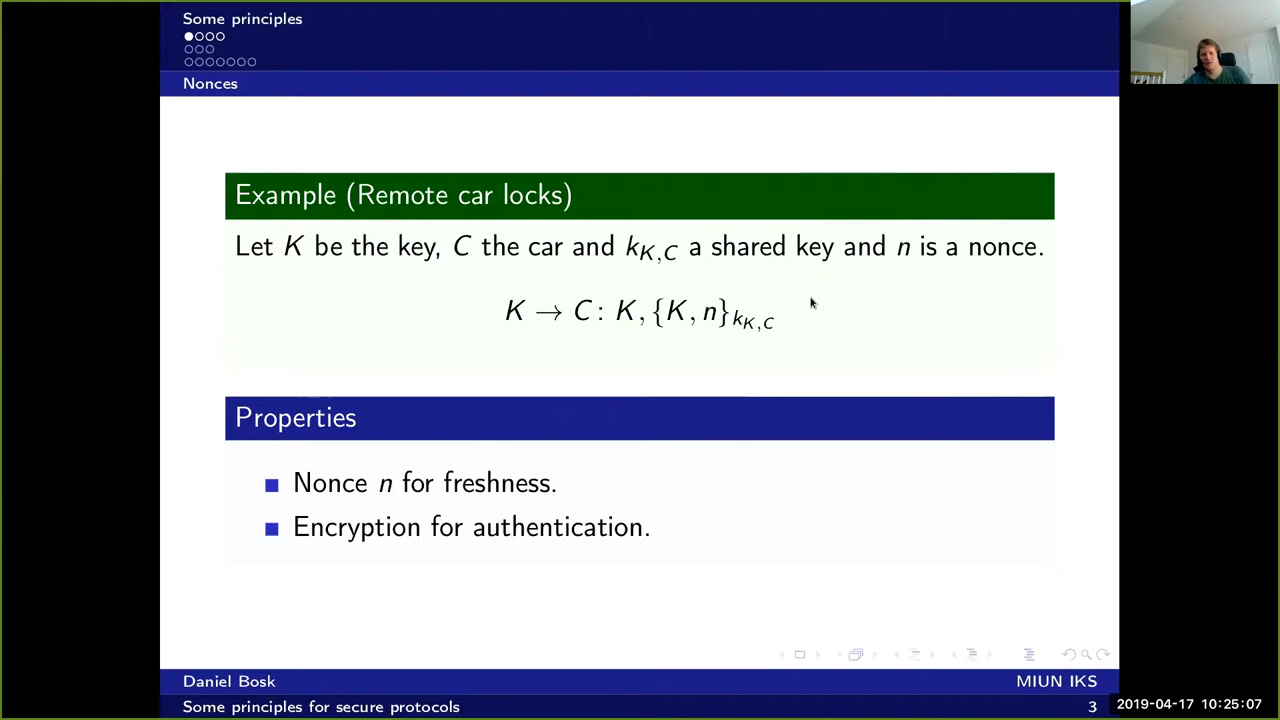 Some principles
Nonces
Example (Remote car locks)
Let K be the key, C the car and k_{K,C} a shared key and n is a nonce.
K → C: K, {K, n}_{k_{K,C}}
Properties
Nonce n for freshness.
Encryption for authentication.
Daniel Bosk MIUN IKS
Some principles for secure protocols 3
2019-04-17 10:25:07